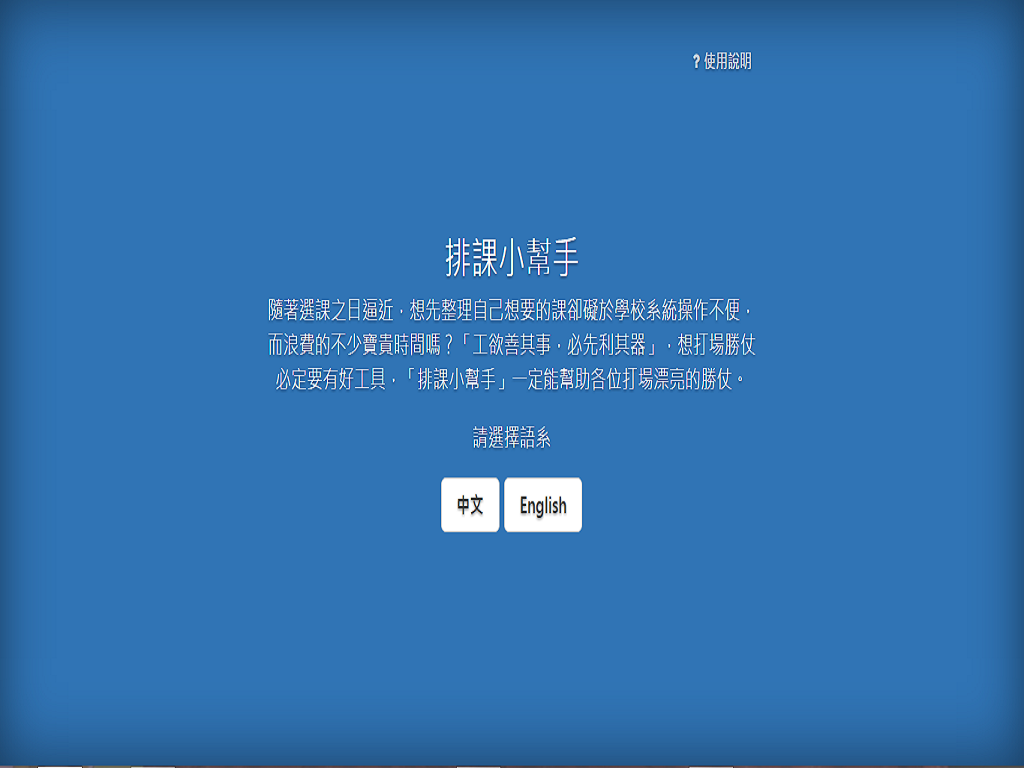 ? 使用說明
排課小幫手
隨著選課之日逼近，想先整理自己想要的課卻礙於學校系統操作不便，
而浪費的不少寶貴時間嗎？「工欲善其事，必先利其器」，想打場勝仗
必定要有好工具，「排課小幫手」一定能幫助各位打場漂亮的勝仗。
請選擇語系
中文 English